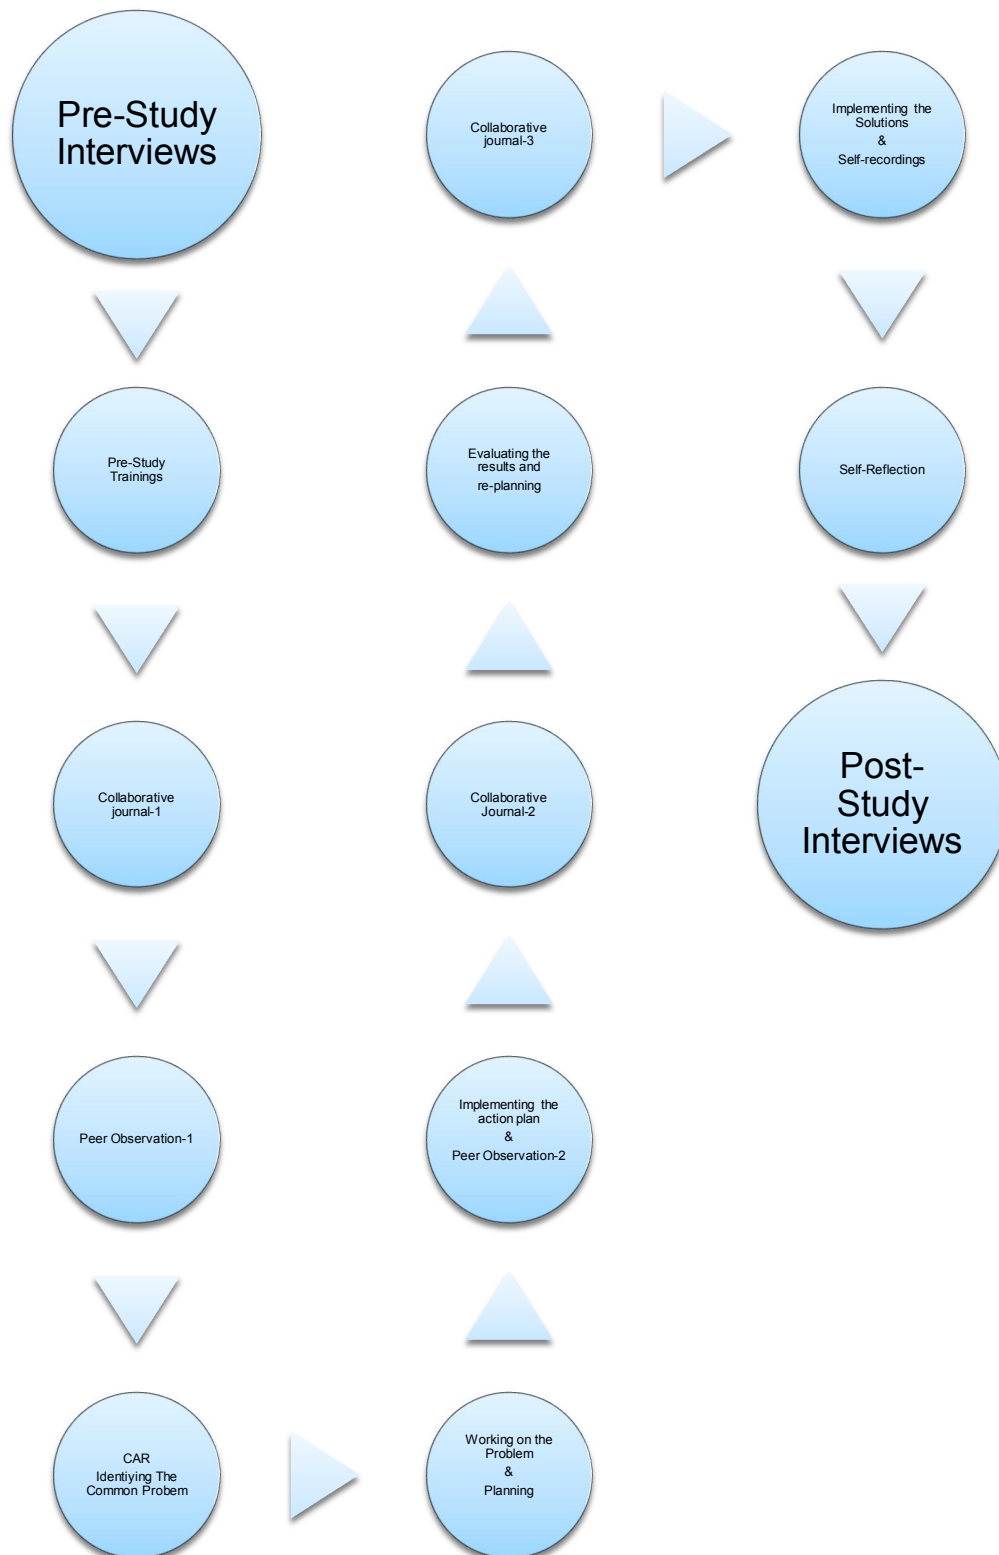 Pre-Study
Interviews
Pre-Study
Trainings
Collaborative
journal-1
Peer Observation-1
CAR
Identiying The
Common Probem
Working on the
Problem
&
Planning
Implementing the
action plan
&
Peer Observation-2
Collaborative
Journal-2
Evaluating the
results and
re-planning
Collaborative
journal-3
Implementing the
Solutions
&
Self-recordings
Self-Reflection
Post-
Study
Interviews